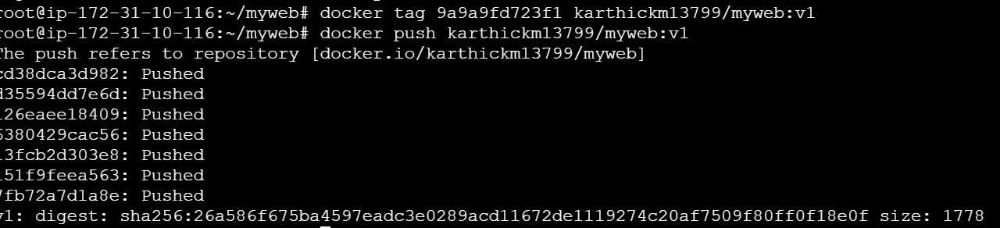 root@ip-172-31-10-116:~/myweb# docker tag 9a9a9fd723f1 karthickm13799/myweb:v1
root@ip-172-31-10-116:~/myweb# docker push karthickm13799/myweb:v1
The push refers to repository [docker.io/karthickm13799/myweb]
cd38dca3d982: Pushed
d35594dd7e6d: Pushed
126eaee18409: Pushed
6380429cac56: Pushed
13fcb2d303e8: Pushed
151f9feea563: Pushed
7fb72a7d1a8e: Pushed
v1: digest: sha256:26a586f675ba4597eadc3e0289acd11672de1119274c20af7509f80ff0f18e0f size: 1778